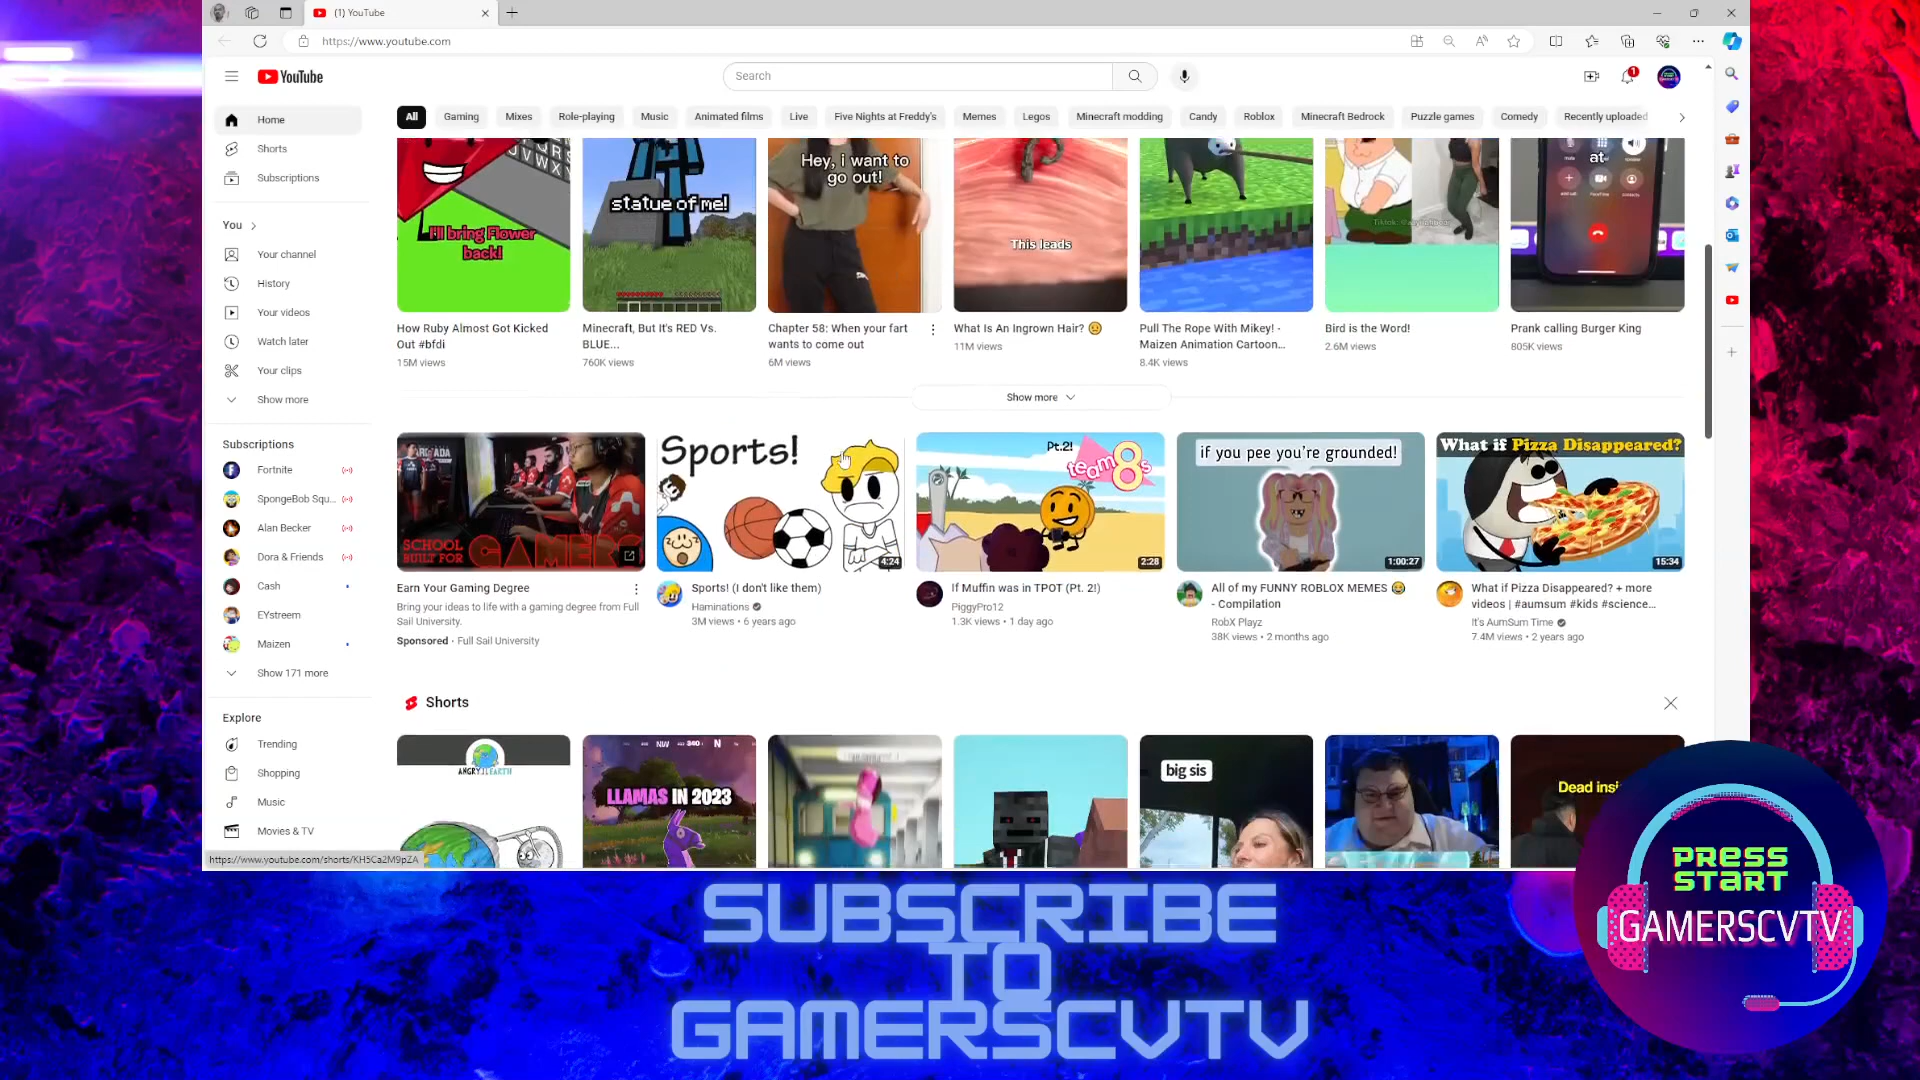 (1) YouTube
https://www.youtube.com
YouTube
Search
1
Home
Shorts
Subscriptions
You
Your channel
History
Your videos
Watch later
Your clips
Show more
Subscriptions
Fortnite
SpongeBob Squ...
Alan Becker
Dora & Friends
Cash
EYstreem
Maizen
Show 171 more
Explore
Trending
Shopping
Music
Movies & TV
https://www.youtube.com/shorts/KH5Ca2M9pZA
All Gaming Mixes Role-playing Music Animated films Live Five Nights at Freddy's Memes Legos Minecraft modding Candy Roblox Minecraft Bedrock Puzzle games Comedy Recently uploaded
I'll bring Flower
back!
How Ruby Almost Got Kicked
Out #bfdi
15M views
statue of me!
Minecraft, But It's RED Vs.
BLUE...
760K views
Hey, i want to
go out!
Chapter 58: When your fart
wants to come out
6M views
This leads
What Is An Ingrown Hair? 😥
11M views
Pull The Rope With Mikey! -
Maizen Animation Cartoon...
8.4K views
Bird is the Word!
2.6M views
at
Prank calling Burger King
805K views
Show more
SCHOOL
BUILT FOR GAMERS
Earn Your Gaming Degree
Bring your ideas to life with a gaming degree from Full
Sail University.
Sponsored · Full Sail University
Sports!
4:24
Sports! (I don't like them)
Haminations
3M views • 6 years ago
Pt.2!
team 8s
2:28
If Muffin was in TPOT (Pt. 2!)
PiggyPro12
1.3K views • 1 day ago
if you pee you're grounded!
1:00:27
All of my FUNNY ROBLOX MEMES 😂
- Compilation
RobX Playz
38K views • 2 months ago
What if Pizza Disappeared?
15:34
What if Pizza Disappeared? + more
videos | #aumsum #kids #science...
It's AumSum Time
7.4M views • 2 years ago
Shorts
LLAMAS IN 2023
big sis
Dead insi
PRESS
START
GAMERSCVTV
SUBSCRIBE
TO
GAMERSCVTV